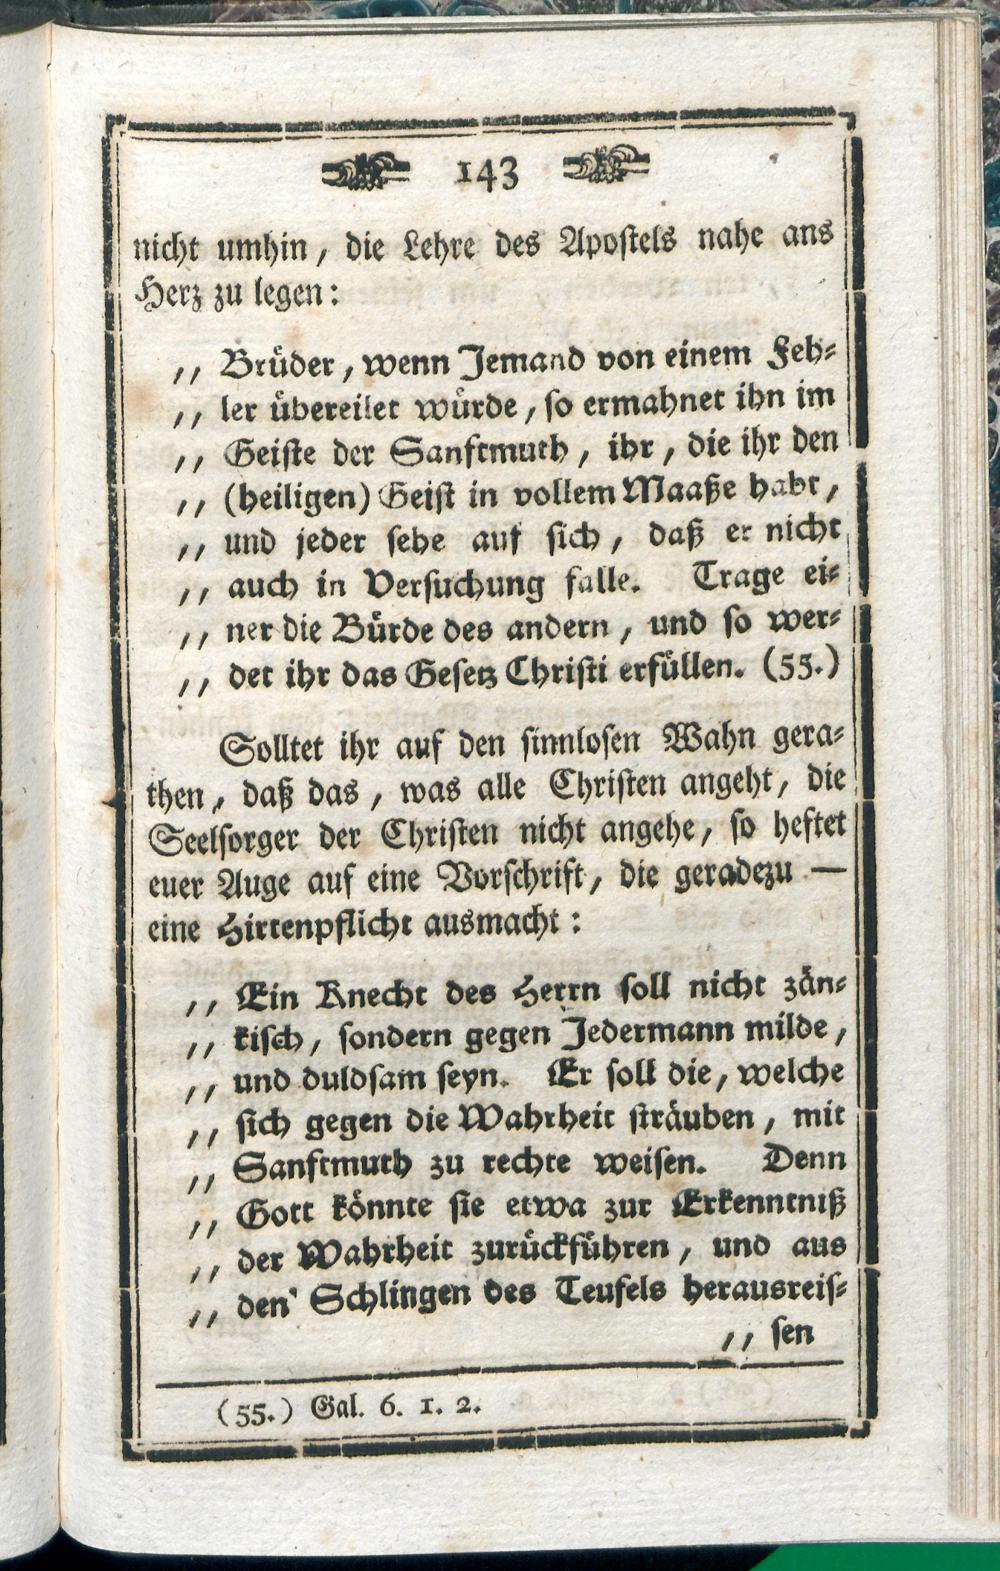 143
nicht umhin, die Lehre des Apostels nahe ans
Herz zu legen:
„ Brüder, wenn Jemand von einem Feh-
„ ler übereilet würde, so ermahnet ihn im
„ Geiste der Sanftmuth, ihr, die ihr den
„ (heiligen) Geist in vollem Maaße habt,
„ und jeder sehe auf sich, daß er nicht
„ auch in Versuchung falle. Trage ei-
„ ner die Bürde des andern, und so wer-
„ det ihr das Gesetz Christi erfüllen. (55.)
Solltet ihr auf den sinnlosen Wahn gera-
then, daß das, was alle Christen angeht, die
Seelsorger der Christen nicht angehe, so heftet
euer Auge auf eine Vorschrift, die geradezu —
eine Hirtenpflicht ausmacht:
„ Ein Knecht des Herrn soll nicht zän-
„ kisch, sondern gegen Jedermann milde,
„ und duldsam seyn. Er soll die, welche
„ sich gegen die Wahrheit sträuben, mit
„ Sanftmuth zu rechte weisen. Denn
„ Gott könnte sie etwa zur Erkenntniß
„ der Wahrheit zurückführen, und aus
„ den Schlingen des Teufels herausreis-
„ sen
(55.) Gal. 6. 1. 2.